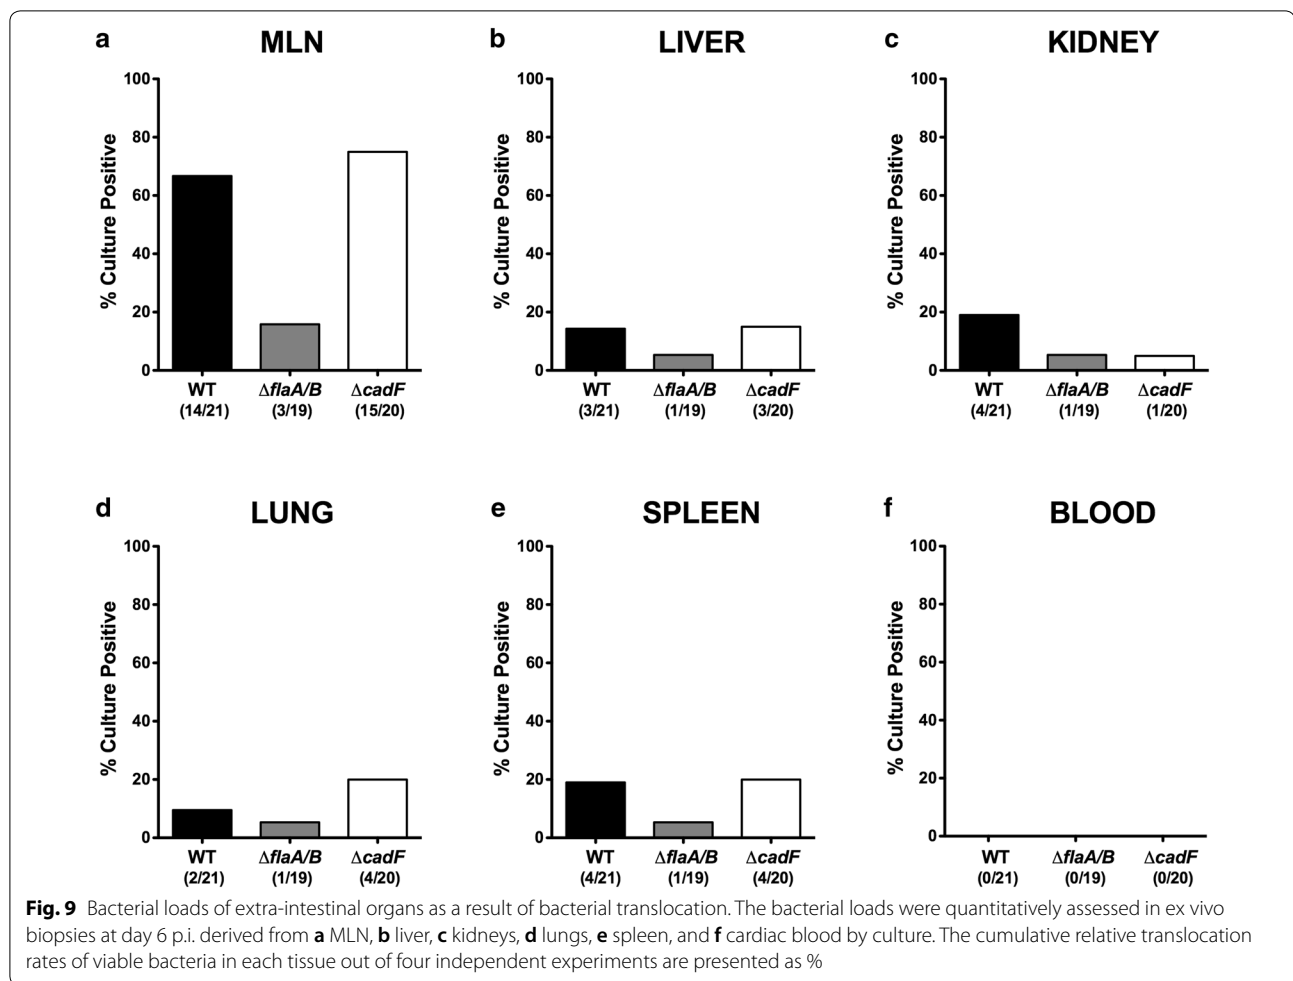 a MLN
100
80
60
40
20
0
% Culture Positive
WT ΔflaA/B ΔcadF
(14/21) (3/19) (15/20)
b LIVER
100
80
60
40
20
0
% Culture Positive
WT ΔflaA/B ΔcadF
(3/21) (1/19) (3/20)
c KIDNEY
100
80
60
40
20
0
% Culture Positive
WT ΔflaA/B ΔcadF
(4/21) (1/19) (1/20)
d LUNG
100
80
60
40
20
0
% Culture Positive
WT ΔflaA/B ΔcadF
(2/21) (1/19) (4/20)
e SPLEEN
100
80
60
40
20
0
% Culture Positive
WT ΔflaA/B ΔcadF
(4/21) (1/19) (4/20)
f BLOOD
100
80
60
40
20
0
% Culture Positive
WT ΔflaA/B ΔcadF
(0/21) (0/19) (0/20)
Fig. 9 Bacterial loads of extra-intestinal organs as a result of bacterial translocation. The bacterial loads were quantitatively assessed in ex vivo
biopsies at day 6 p.i. derived from a MLN, b liver, c kidneys, d lungs, e spleen, and f cardiac blood by culture. The cumulative relative translocation
rates of viable bacteria in each tissue out of four independent experiments are presented as %